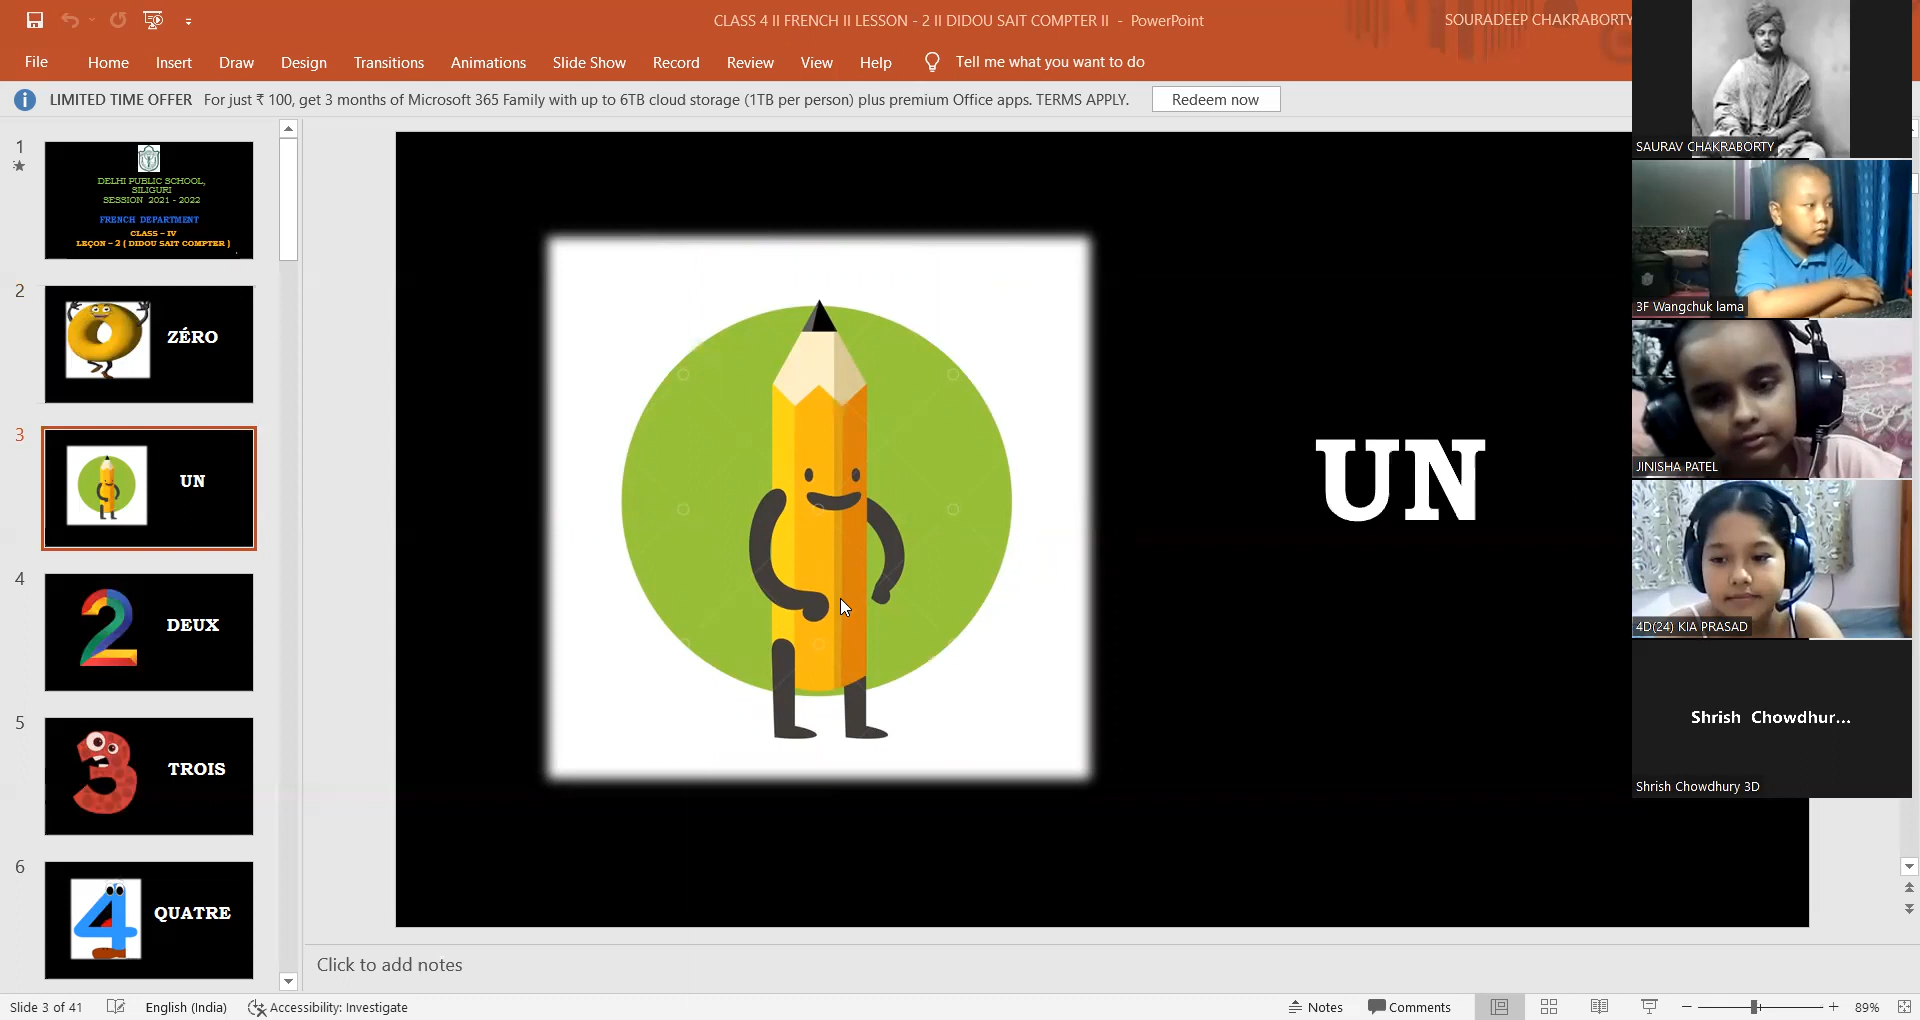 CLASS 4 II FRENCH II LESSON - 2 II DIDOU SAIT COMPTER II - PowerPoint
SOURADEEP CHAKRABORTY
File Home Insert Draw Design Transitions Animations Slide Show Record Review View Help Tell me what you want to do
LIMITED TIME OFFER For just ₹ 100, get 3 months of Microsoft 365 Family with up to 6TB cloud storage (1TB per person) plus premium Office apps. TERMS APPLY. Redeem now
1
DELHI PUBLIC SCHOOL,
SILIGURI
SESSION 2021 - 2022
FRENCH DEPARTMENT
CLASS – IV
LEÇON – 2 ( DIDOU SAIT COMPTER )
2
ZÉRO
3
UN
4
2
DEUX
5
3
TROIS
6
4
QUATRE
UN
SAURAV CHAKRABORTY
3F Wangchuk lama
JINISHA PATEL
4D(24) KIA PRASAD
Shrish Chowdhur...
Shrish Chowdhury 3D
Click to add notes
Slide 3 of 41 English (India) Accessibility: Investigate Notes Comments 89%